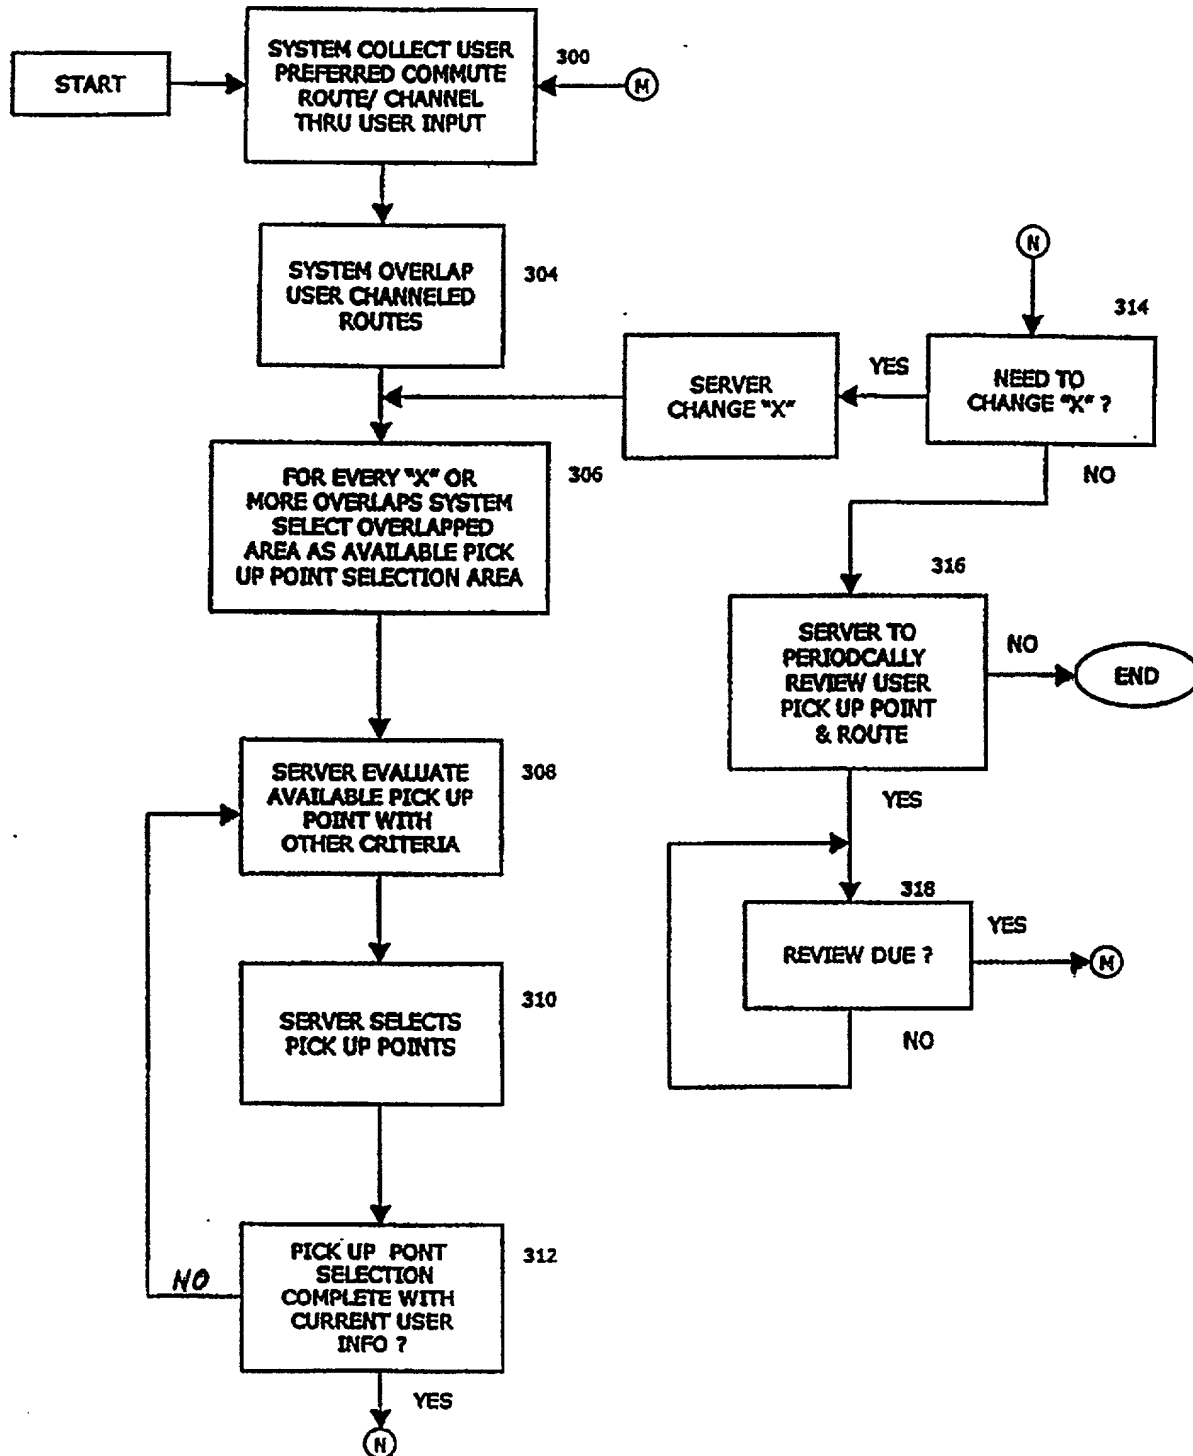 START
SYSTEM COLLECT USER
PREFERRED COMMUTE
ROUTE/ CHANNEL
THRU USER INPUT
300
M
SYSTEM OVERLAP
USER CHANNELED
ROUTES
304
FOR EVERY "X" OR
MORE OVERLAPS SYSTEM
SELECT OVERLAPPED
AREA AS AVAILABLE PICK
UP POINT SELECTION AREA
306
SERVER EVALUATE
AVAILABLE PICK UP
POINT WITH
OTHER CRITERIA
308
SERVER SELECTS
PICK UP POINTS
310
PICK UP PONT
SELECTION
COMPLETE WITH
CURRENT USER
INFO ?
312
NO
YES
N
N
314
NEED TO
CHANGE "X" ?
YES
SERVER
CHANGE "X"
NO
316
SERVER TO
PERIODCALLY
REVIEW USER
PICK UP POINT
& ROUTE
NO
END
YES
318
REVIEW DUE ?
YES
M
NO